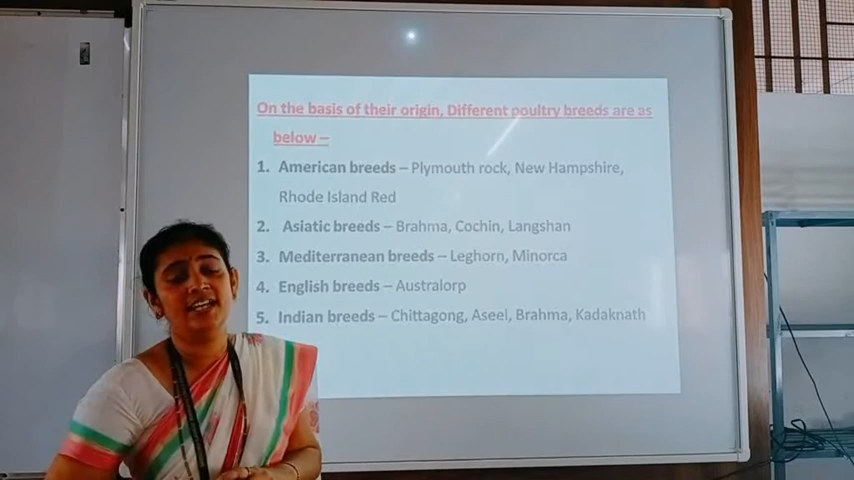 On the basis of their origin, Different poultry breeds are as
below –
1. American breeds – Plymouth rock, New Hampshire,
Rhode Island Red
2. Asiatic breeds – Brahma, Cochin, Langshan
3. Mediterranean breeds – Leghorn, Minorca
4. English breeds – Australorp
5. Indian breeds – Chittagong, Aseel, Brahma, Kadaknath